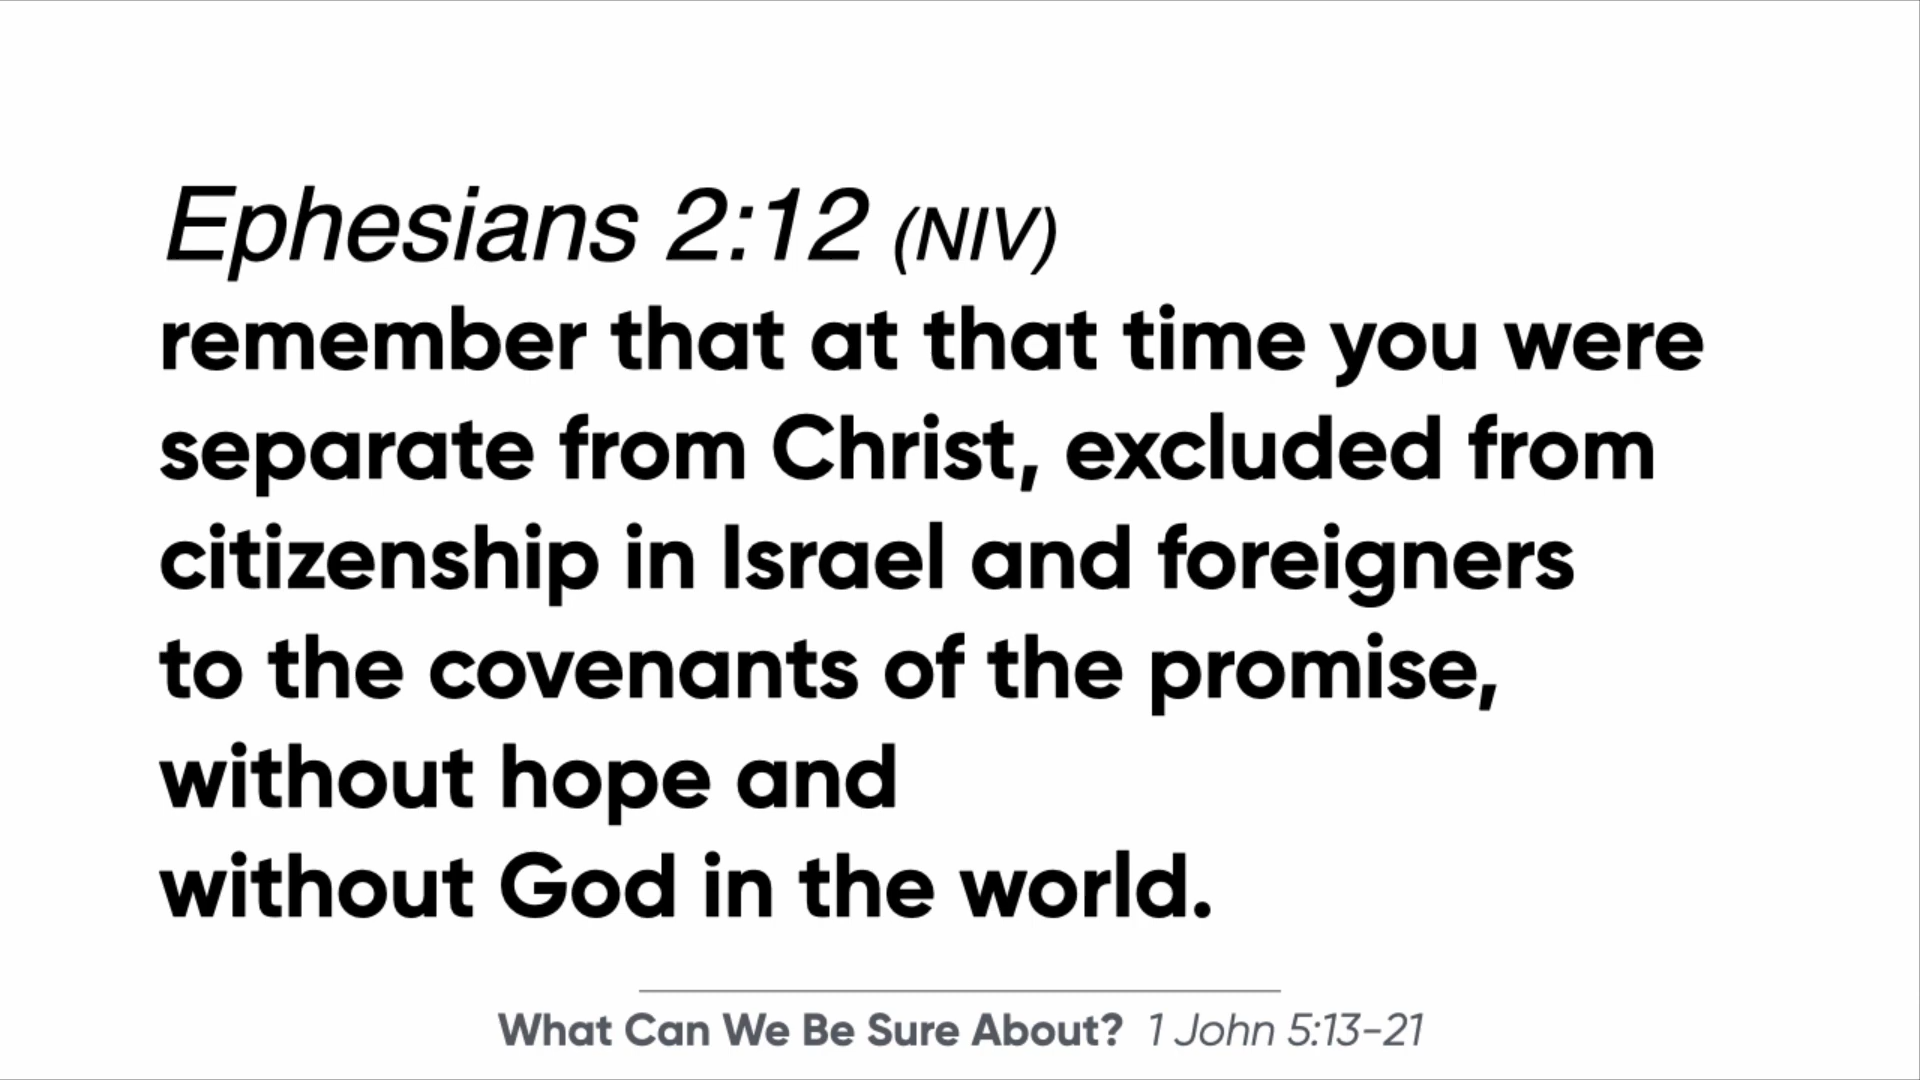 Ephesians 2:12 (NIV)
remember that at that time you were
separate from Christ, excluded from
citizenship in Israel and foreigners
to the covenants of the promise,
without hope and
without God in the world.
What Can We Be Sure About? 1 John 5:13–21